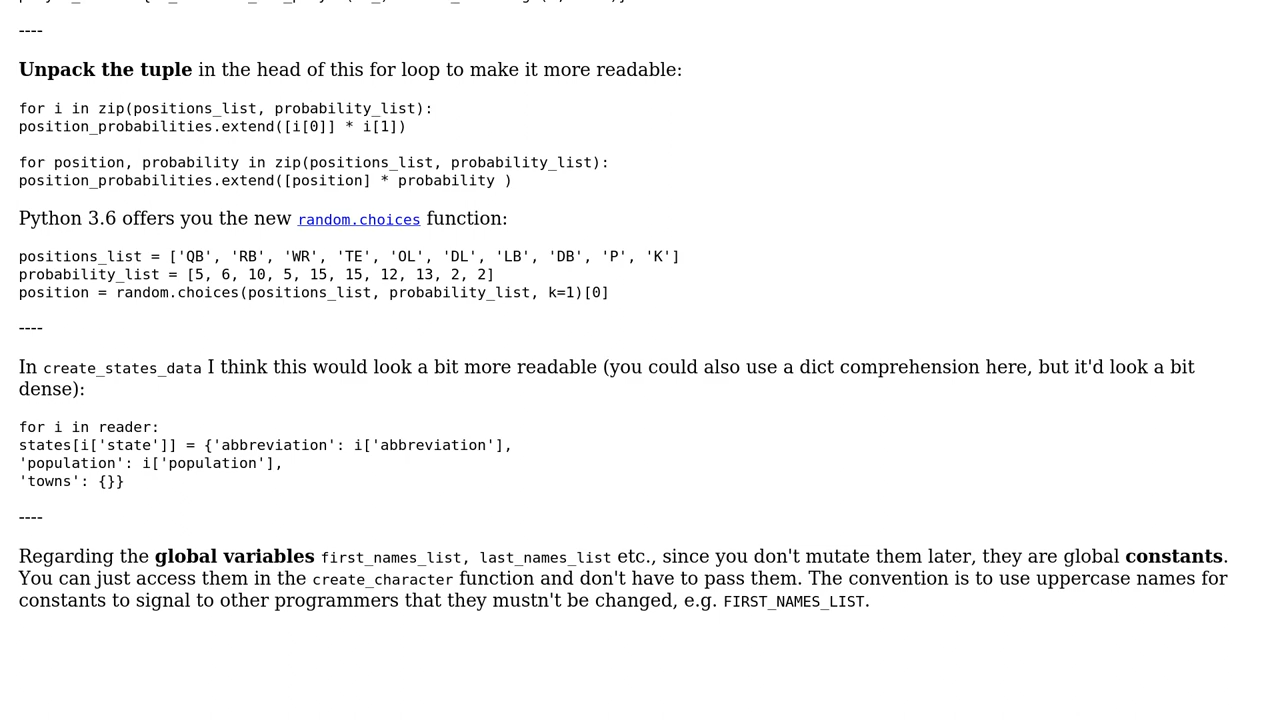 ----
Unpack the tuple in the head of this for loop to make it more readable:
for i in zip(positions_list, probability_list):
position_probabilities.extend([i[0]] * i[1])
for position, probability in zip(positions_list, probability_list):
position_probabilities.extend([position] * probability )
Python 3.6 offers you the new random.choices function:
positions_list = ['QB', 'RB', 'WR', 'TE', 'OL', 'DL', 'LB', 'DB', 'P', 'K']
probability_list = [5, 6, 10, 5, 15, 15, 12, 13, 2, 2]
position = random.choices(positions_list, probability_list, k=1)[0]
----
In create_states_data I think this would look a bit more readable (you could also use a dict comprehension here, but it'd look a bit
dense):
for i in reader:
states[i['state']] = {'abbreviation': i['abbreviation'],
'population': i['population'],
'towns': {}}
----
Regarding the global variables first_names_list, last_names_list etc., since you don't mutate them later, they are global constants.
You can just access them in the create_character function and don't have to pass them. The convention is to use uppercase names for
constants to signal to other programmers that they mustn't be changed, e.g. FIRST_NAMES_LIST.